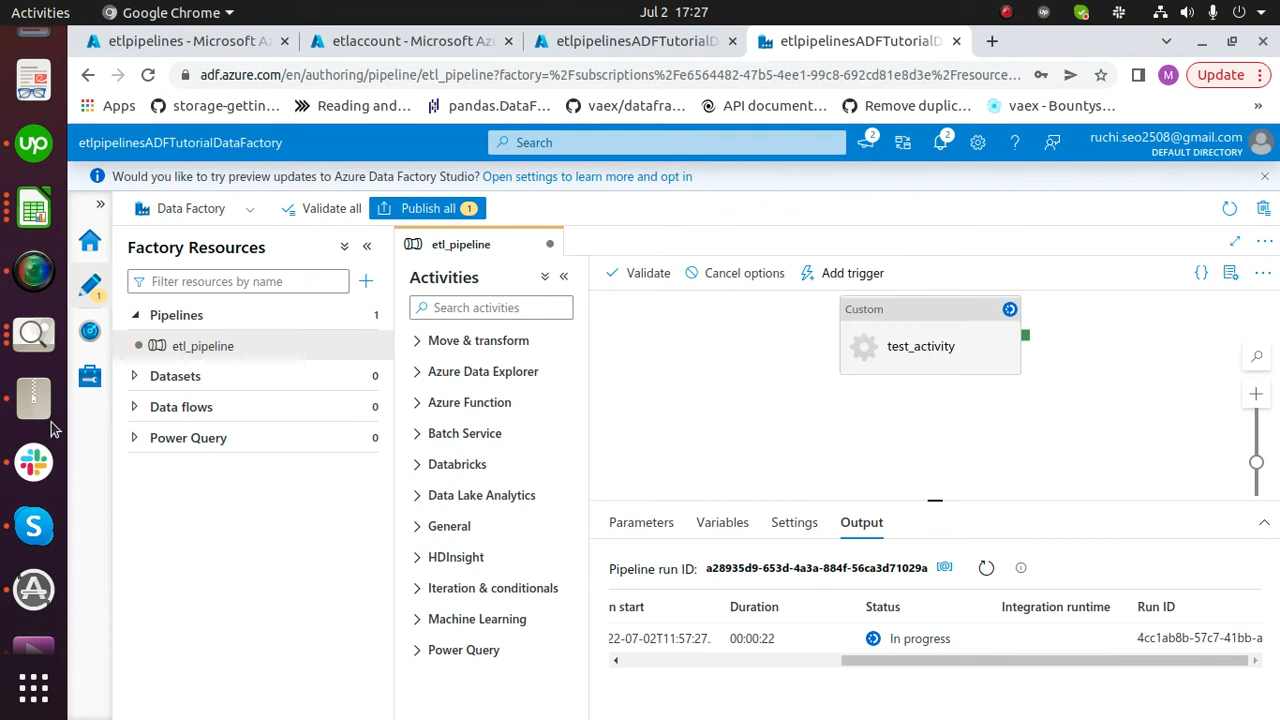 Activities
Google Chrome
Jul 2 17:27
etlpipelines - Microsoft Az
etlaccount - Microsoft Azu
etlpipelinesADFTutorialD
etlpipelinesADFTutorialD
adf.azure.com/en/authoring/pipeline/etl_pipeline?factory=%2Fsubscriptions%2Fe6564482-47b5-4ee1-99c8-692cd81e8d3e%2Fresource...
M
Update
Apps
storage-getting...
Reading and...
pandas.DataF...
vaex/datafra...
API document...
Remove duplic...
vaex - Bountys...
»
etlpipelinesADFTutorialDataFactory
Search
2
2
ruchi.seo2508@gmail.com
DEFAULT DIRECTORY
Would you like to try preview updates to Azure Data Factory Studio? Open settings to learn more and opt in
Data Factory
Validate all
Publish all 1
Factory Resources
etl_pipeline
Filter resources by name
Pipelines 1
etl_pipeline
Datasets 0
Data flows 0
Power Query 0
1
up
S
Activities
Search activities
Move & transform
Azure Data Explorer
Azure Function
Batch Service
Databricks
Data Lake Analytics
General
HDInsight
Iteration & conditionals
Machine Learning
Power Query
Validate
Cancel options
Add trigger
Custom
test_activity
Parameters
Variables
Settings
Output
Pipeline run ID: a28935d9-653d-4a3a-884f-56ca3d71029a
n start Duration Status Integration runtime Run ID
22-07-02T11:57:27. 00:00:22 In progress 4cc1ab8b-57c7-41bb-a